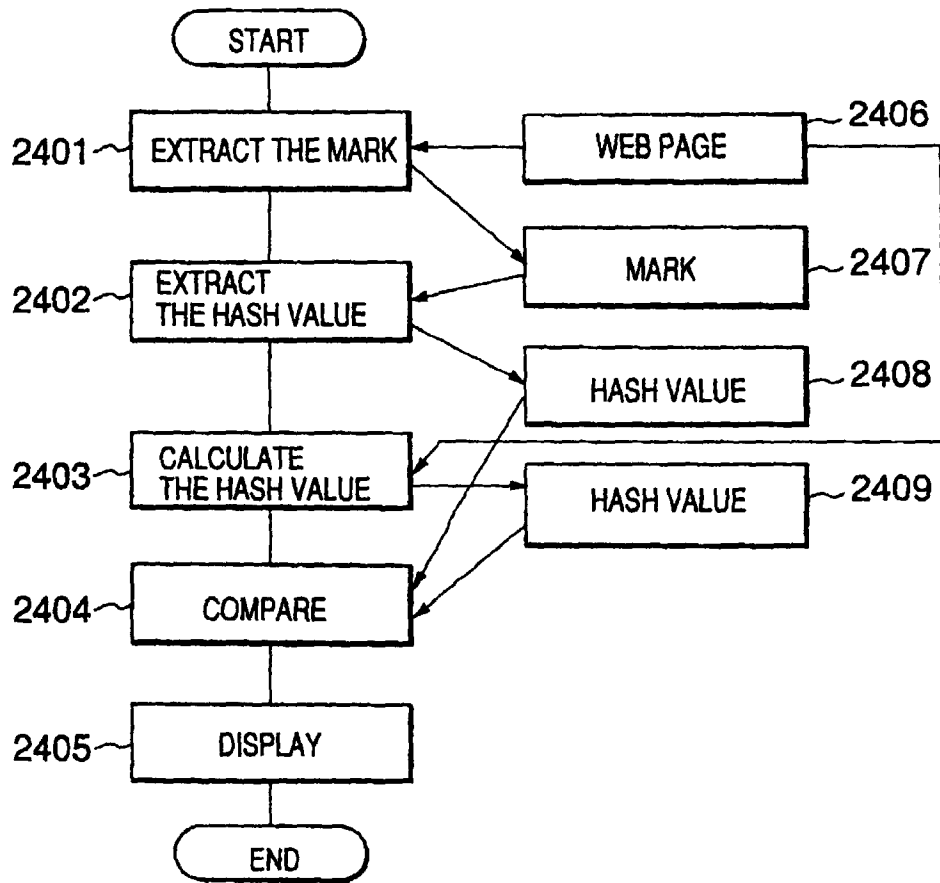 START
2401
EXTRACT THE MARK
WEB PAGE
2406
2402
EXTRACT
THE HASH VALUE
MARK
2407
HASH VALUE
2408
2403
CALCULATE
THE HASH VALUE
HASH VALUE
2409
2404
COMPARE
2405
DISPLAY
END